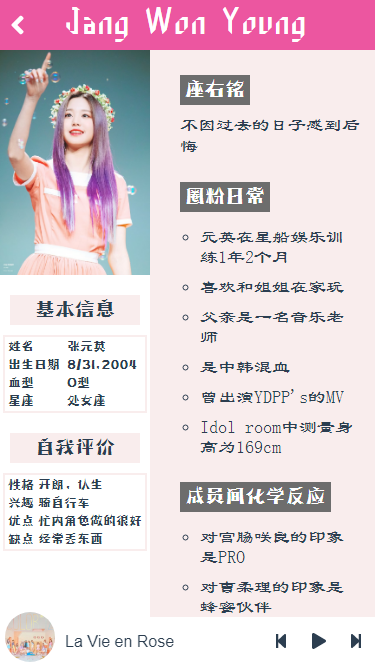 Jang Won Young
基本信息
姓名 张元英
出生日期 8/31,2004
血型 O型
星座 处女座
自我评价
性格 开朗，认生
兴趣 骑自行车
优点 忙内角色做的很好
缺点 经常丢东西
座右铭
不因过去的日子感到后
悔
圈粉日常
元英在星船娱乐训
练1年2个月
喜欢和姐姐在家玩
父亲是一名音乐老
师
是中韩混血
曾出演YDPP's的MV
Idol room中测量身
高为169cm
成员间化学反应
对宫脇咲良的印象
是PRO
对曹柔理的印象是
蜂蜜伙伴
La Vie en Rose